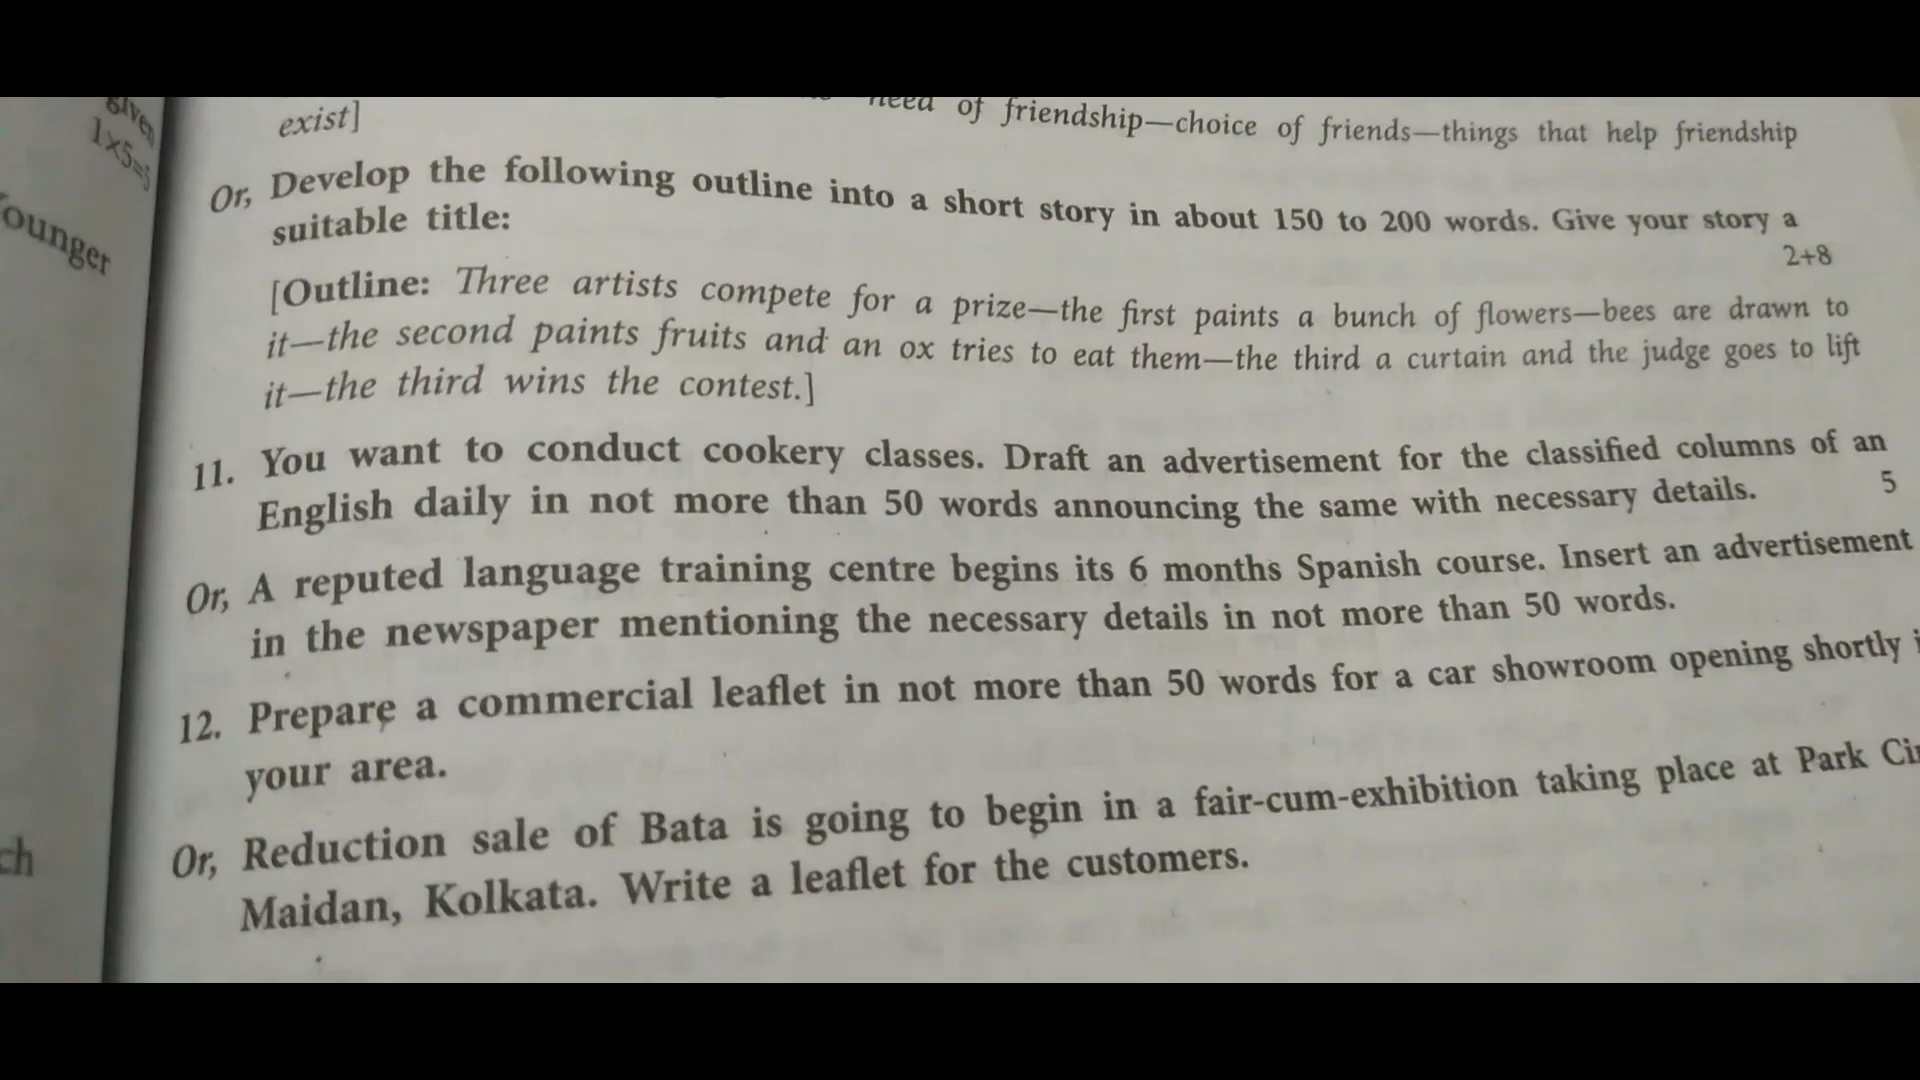 given
1×5=5
ounger
ch
need of friendship—choice of friends—things that help friendship
exist]
Or, Develop the following outline into a short story in about 150 to 200 words. Give your story a
suitable title:
2+8
[Outline: Three artists compete for a prize—the first paints a bunch of flowers—bees are drawn to
it—the second paints fruits and an ox tries to eat them—the third a curtain and the judge goes to lift
it—the third wins the contest.]
11. You want to conduct cookery classes. Draft an advertisement for the classified columns of an
English daily in not more than 50 words announcing the same with necessary details. 5
Or, A reputed language training centre begins its 6 months Spanish course. Insert an advertisement
in the newspaper mentioning the necessary details in not more than 50 words.
12. Prepare a commercial leaflet in not more than 50 words for a car showroom opening shortly
your area.
Or, Reduction sale of Bata is going to begin in a fair-cum-exhibition taking place at Park
Maidan, Kolkata. Write a leaflet for the customers.